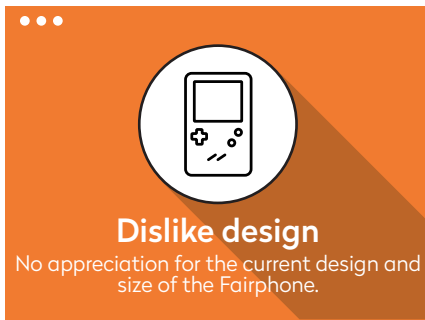 Dislike design
No appreciation for the current design and
size of the Fairphone.